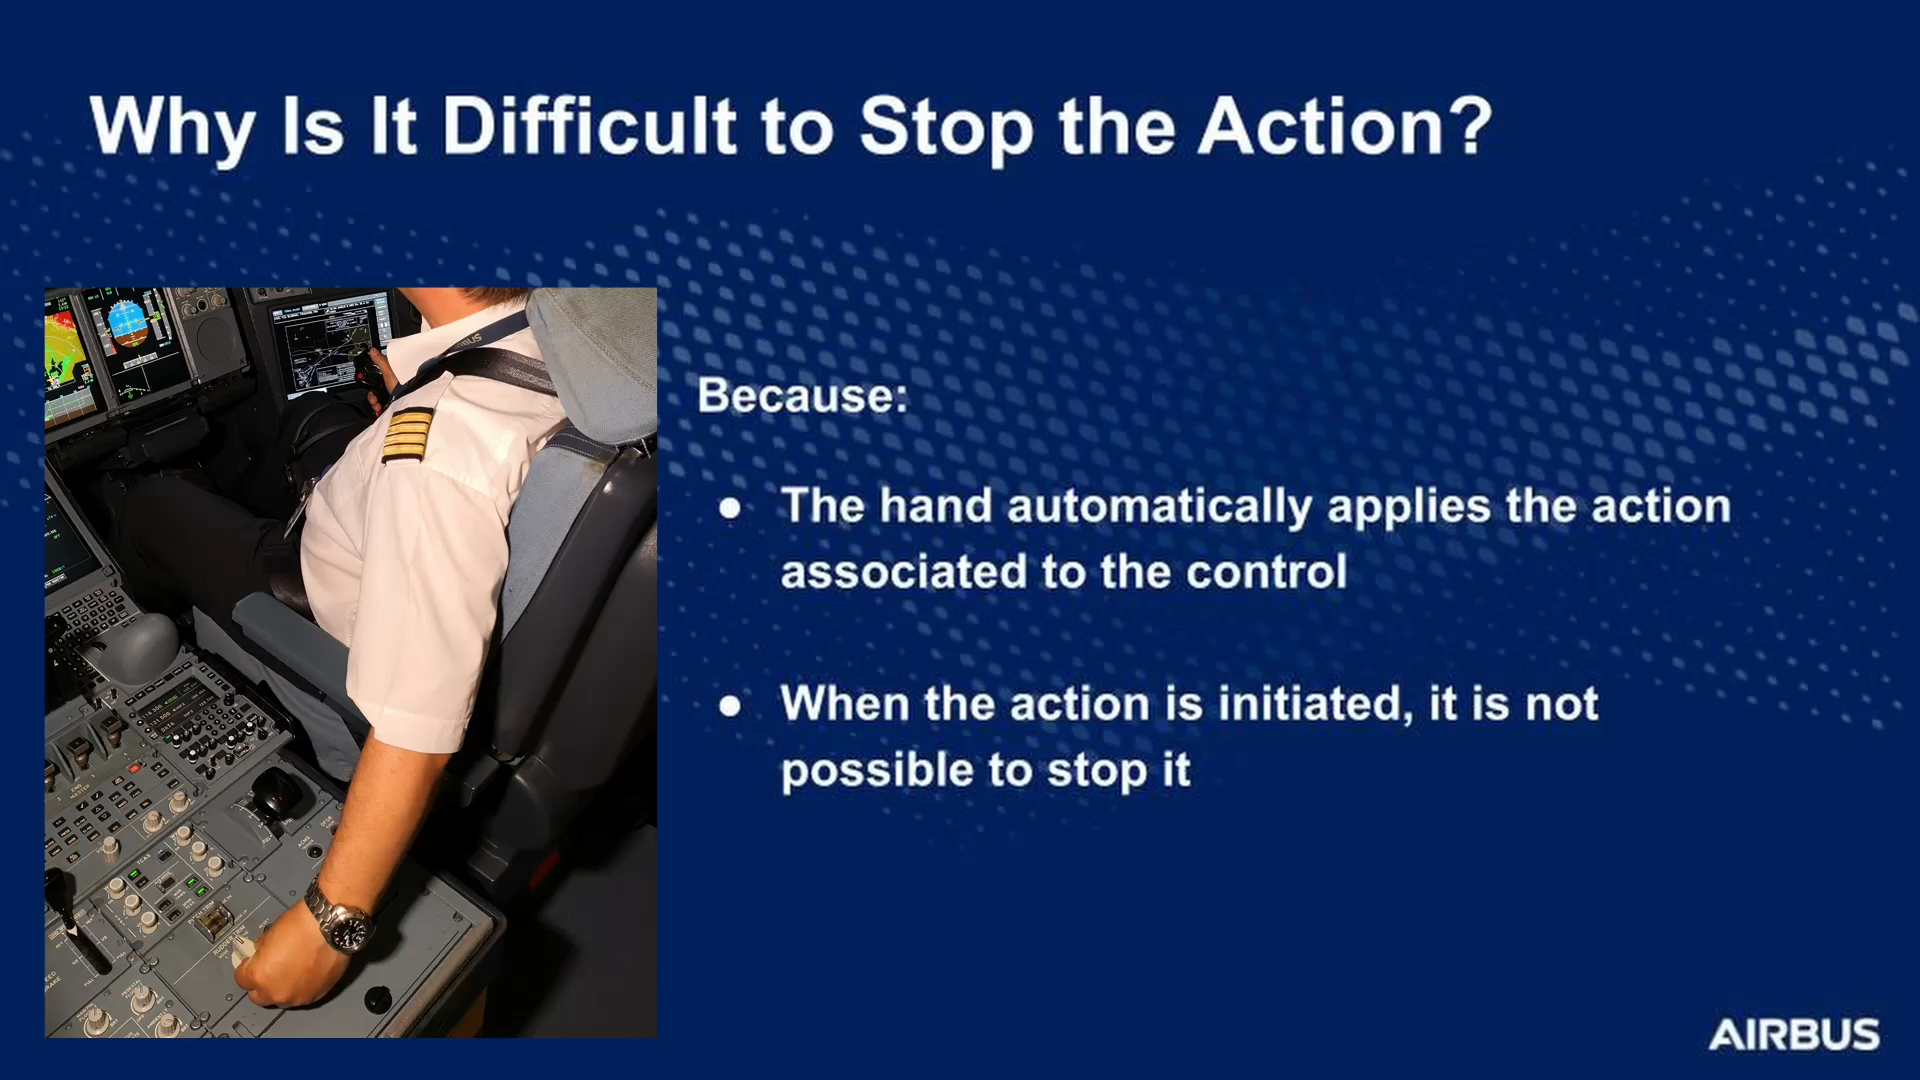 Why Is It Difficult to Stop the Action?
Because:
● The hand automatically applies the action
associated to the control
● When the action is initiated, it is not
possible to stop it
AIRBUS